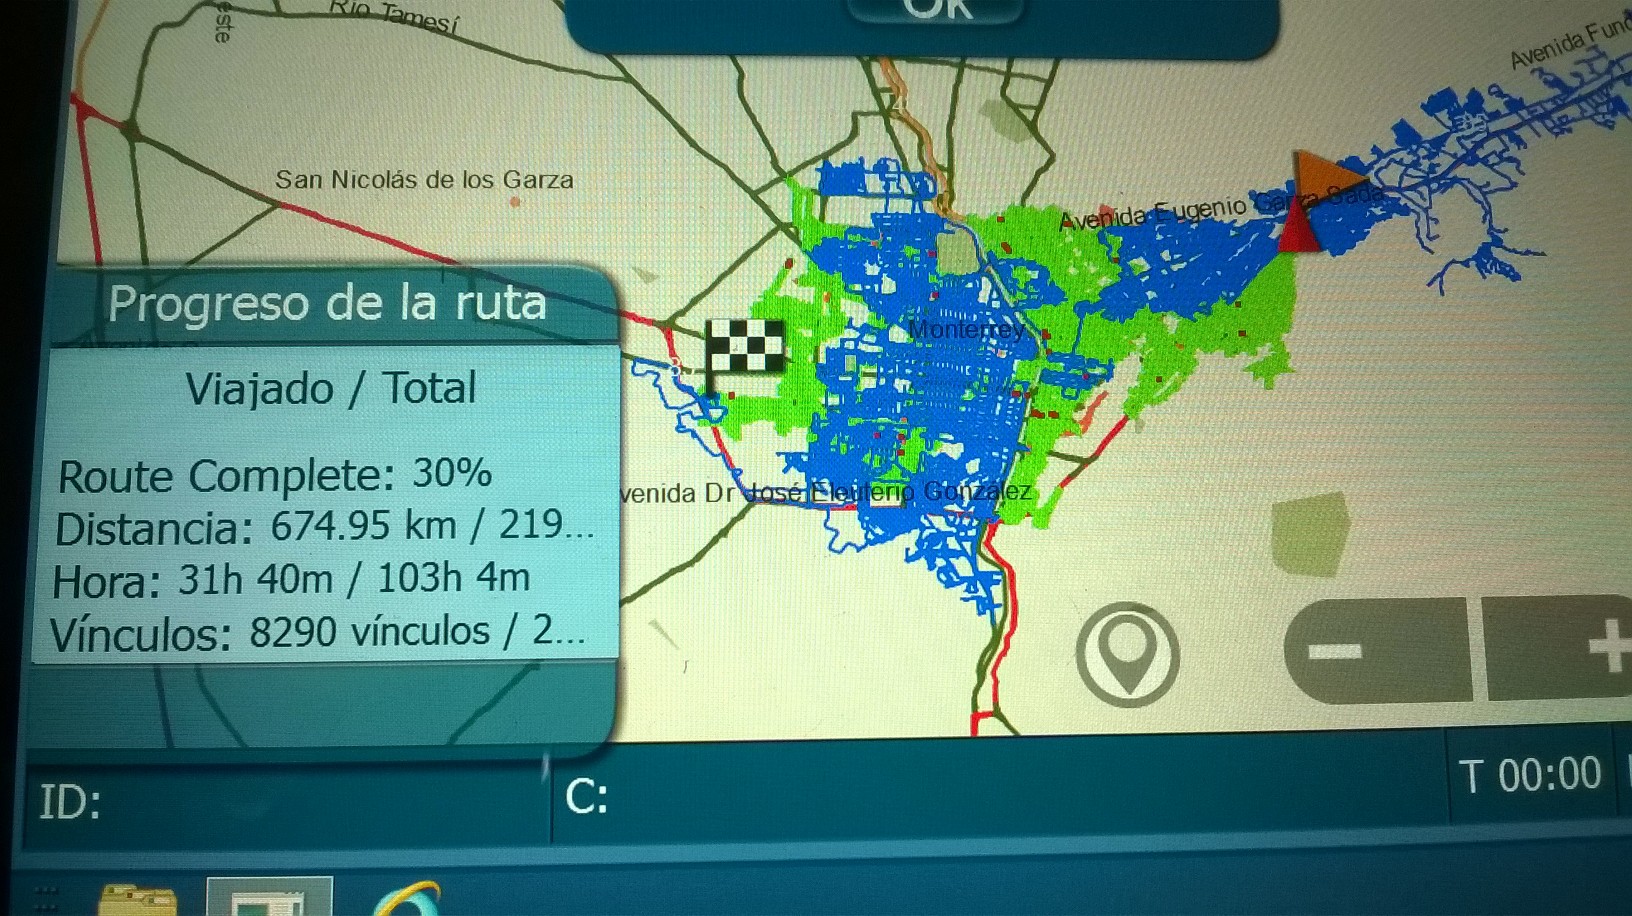 Ok
Río Tamesí
este
4
Avenida Fund
San Nicolás de los Garza
Avenida Eugenio Garza Sada
Progreso de la ruta
Monterrey
Viajado / Total
Route Complete: 30%
Distancia: 674.95 km / 219...
Hora: 31h 40m / 103h 4m
Vínculos: 8290 vínculos / 2...
venida Dr José Eleuterio González
T 00:00
ID:
C: